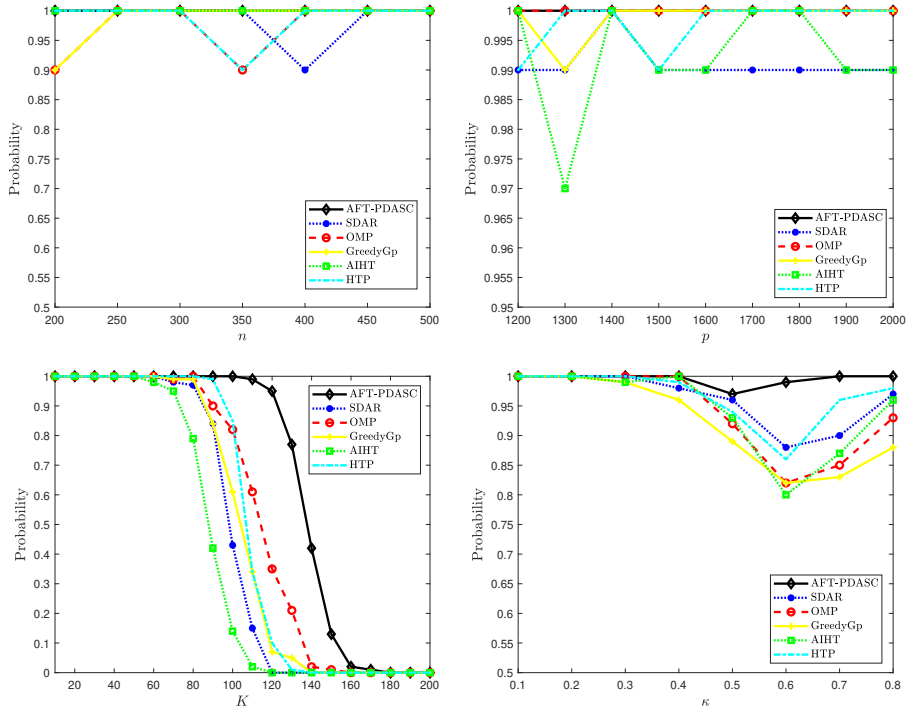 1
0.95
0.9
0.85
0.8
0.75
0.7
0.65
0.6
0.55
0.5
Probability
200 250 300 350 400 450 500
n
AFT-PDASC
SDAR
OMP
GreedyGp
AIHT
HTP
1
0.995
0.99
0.985
0.98
0.975
0.97
0.965
0.96
0.955
0.95
Probability
1200 1300 1400 1500 1600 1700 1800 1900 2000
p
AFT-PDASC
SDAR
OMP
GreedyGp
AIHT
HTP
1
0.9
0.8
0.7
0.6
0.5
0.4
0.3
0.2
0.1
0
Probability
20 40 60 80 100 120 140 160 180 200
K
AFT-PDASC
SDAR
OMP
GreedyGp
AIHT
HTP
1
0.95
0.9
0.85
0.8
0.75
0.7
0.65
0.6
0.55
0.5
Probability
0.1 0.2 0.3 0.4 0.5 0.6 0.7 0.8
κ
AFT-PDASC
SDAR
OMP
GreedyGp
AIHT
HTP